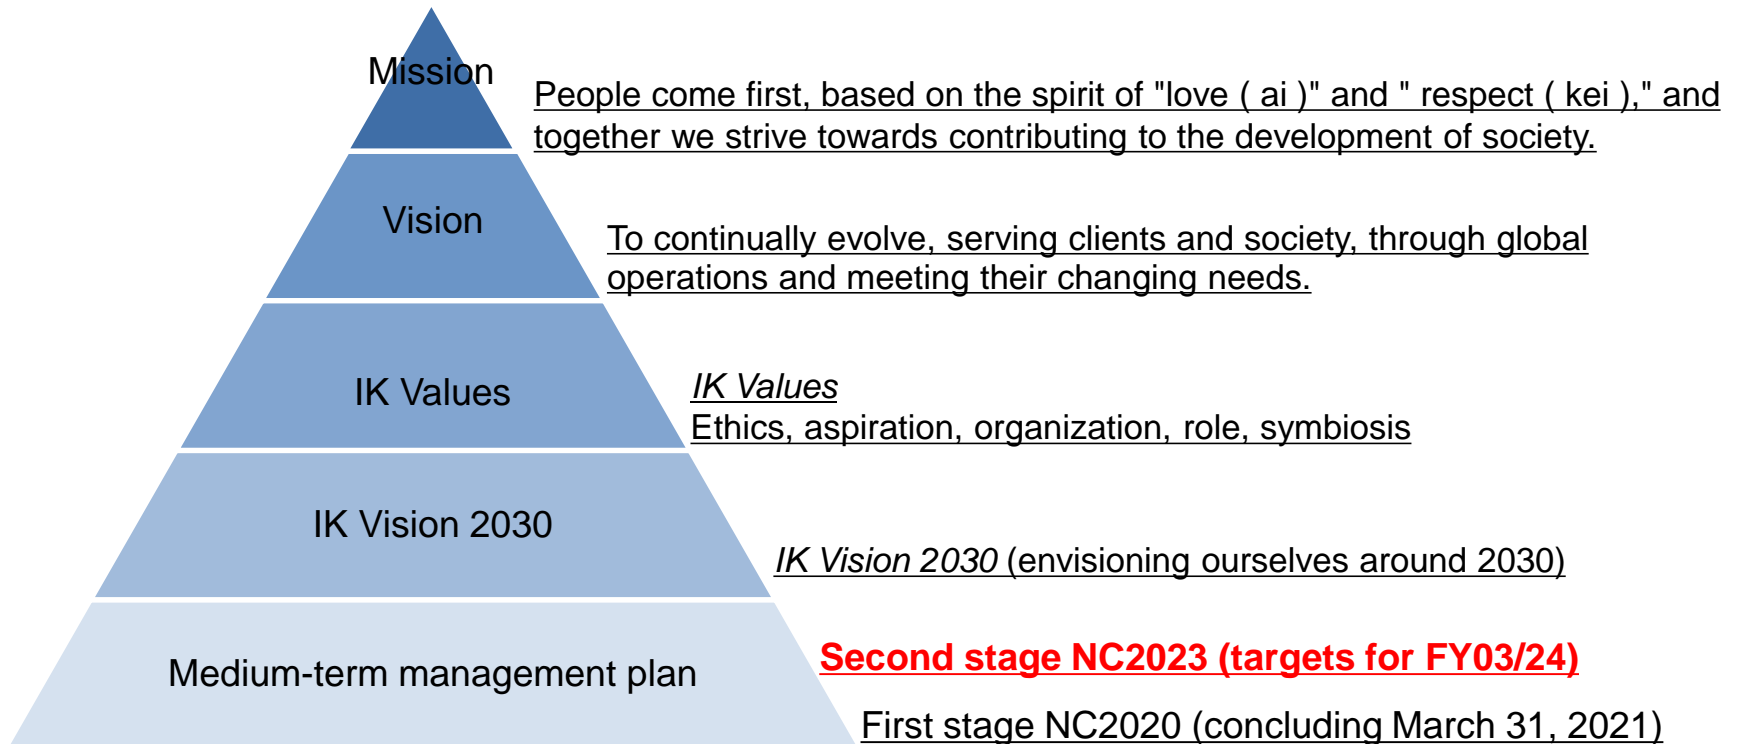 Mission
People come first, based on the spirit of "love ( ai )" and " respect ( kei )," and
together we strive towards contributing to the development of society.
Vision
To continually evolve, serving clients and society, through global
operations and meeting their changing needs.
IK Values
IK Values
Ethics, aspiration, organization, role, symbiosis
IK Vision 2030
IK Vision 2030 (envisioning ourselves around 2030)
Medium-term management plan
Second stage NC2023 (targets for FY03/24)
First stage NC2020 (concluding March 31, 2021)